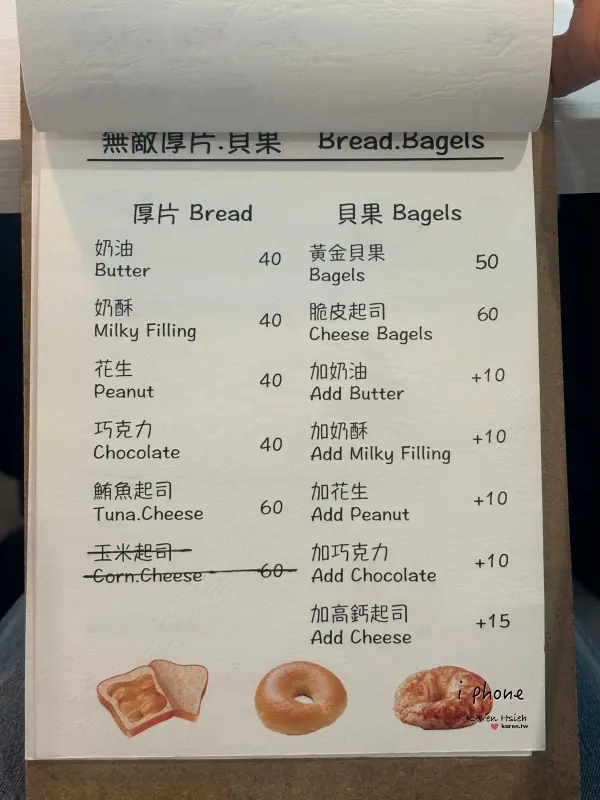 無敵厚片.貝果 Bread.Bagels
厚片 Bread
奶油
Butter 40
奶酥
Milky Filling 40
花生
Peanut 40
巧克力
Chocolate 40
鮪魚起司
Tuna.Cheese 60
玉米起司
Corn.Cheese 60
貝果 Bagels
黃金貝果
Bagels 50
脆皮起司
Cheese Bagels 60
加奶油
Add Butter +10
加奶酥
Add Milky Filling +10
加花生
Add Peanut +10
加巧克力
Add Chocolate +10
加高鈣起司
Add Cheese +15
i phone
Karen Hsieh
karen.tw